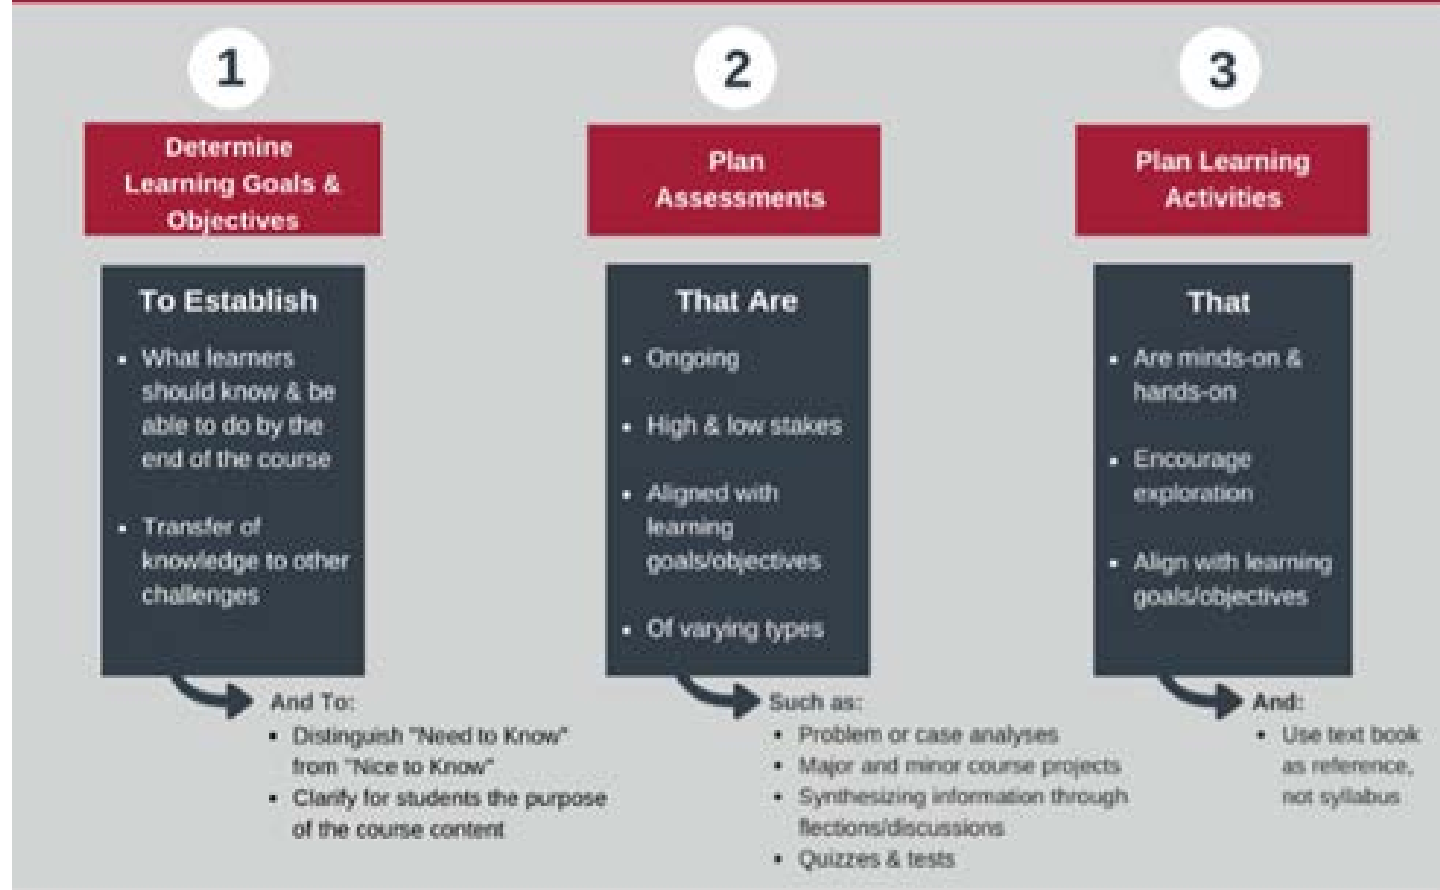 1
Determine
Learning Goals &
Objectives
To Establish
• What learners
should know & be
able to do by the
end of the course
• Transfer of
knowledge to other
challenges
And To:
• Distinguish "Need to Know"
from "Nice to Know"
• Clarify for students the purpose
of the course content
2
Plan
Assessments
That Are
• Ongoing
• High & low stakes
• Aligned with
learning
goals/objectives
• Of varying types
Such as:
• Problem or case analyses
• Major and minor course projects
• Synthesizing information through
flections/discussions
• Quizzes & tests
3
Plan Learning
Activities
That
• Are minds-on &
hands-on
• Encourage
exploration
• Align with learning
goals/objectives
And:
• Use text book
as reference,
not syllabus